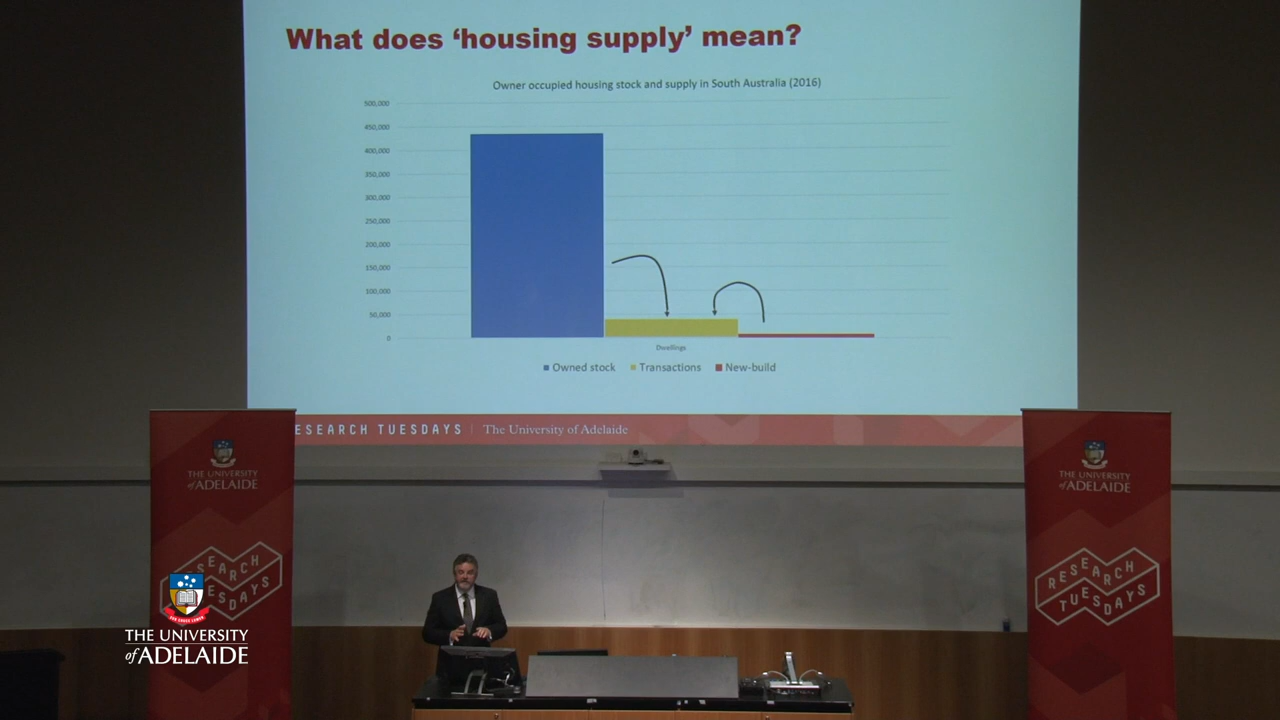 What does ‘housing supply’ mean?
Owner occupied housing stock and supply in South Australia (2016)
500,000
450,000
400,000
350,000
300,000
250,000
200,000
150,000
100,000
50,000
0
Dwellings
Owned stock
Transactions
New-build
ESEARCH TUESDAYS | The University of Adelaide
THE UNIVERSITY
of ADELAIDE
SEARCH
ESDAYS
THE UNIVERSITY
of ADELAIDE
THE UNIVERSITY
of ADELAIDE
RESEARCH
TUESDAYS